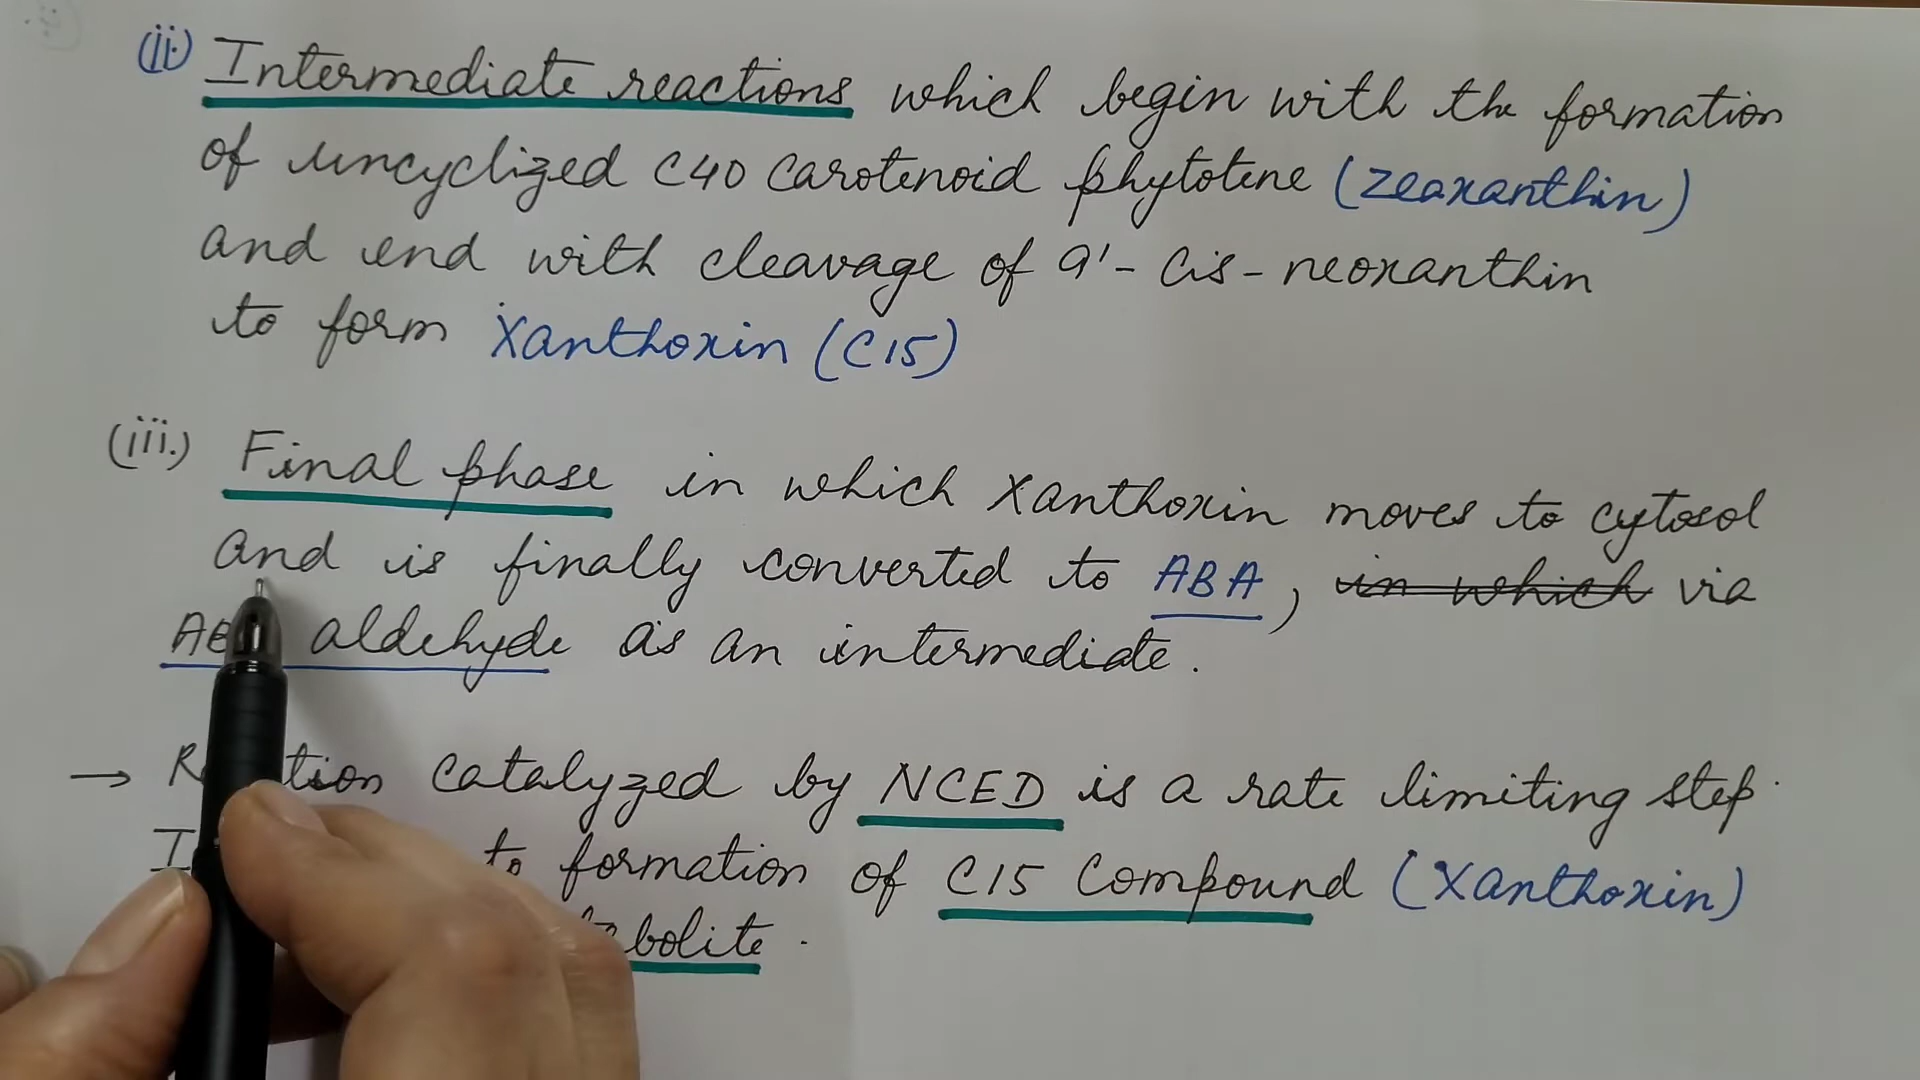 (ii) Intermediate reactions which begin with the formation
of uncyclized C40 carotenoid phytotene (zeaxanthin)
and end with cleavage of 9'-cis-neoxanthin
to form Xanthoxin (C15)
(iii.) Final phase in which Xanthoxin moves to cytosol
and is finally converted to ABA, in which via
aldehyde as an intermediate.
→ catalyzed by NCED is a rate limiting step.
to formation of C15 Compound (Xanthoxin)